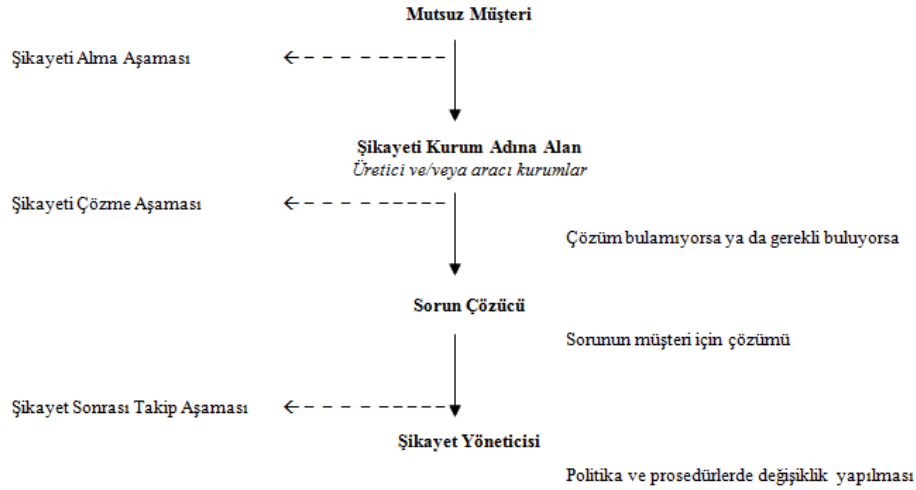 Mutsuz Müşteri
Şikayeti Alma Aşaması
Şikayeti Kurum Adına Alan
Üretici ve/veya aracı kurumlar
Şikayeti Çözme Aşaması
Çözüm bulamıyorsa ya da gerekli buluyorsa
Sorun Çözücü
Sorunun müşteri için çözümü
Şikayet Sonrası Takip Aşaması
Şikayet Yöneticisi
Politika ve prosedürlerde değişiklik yapılması